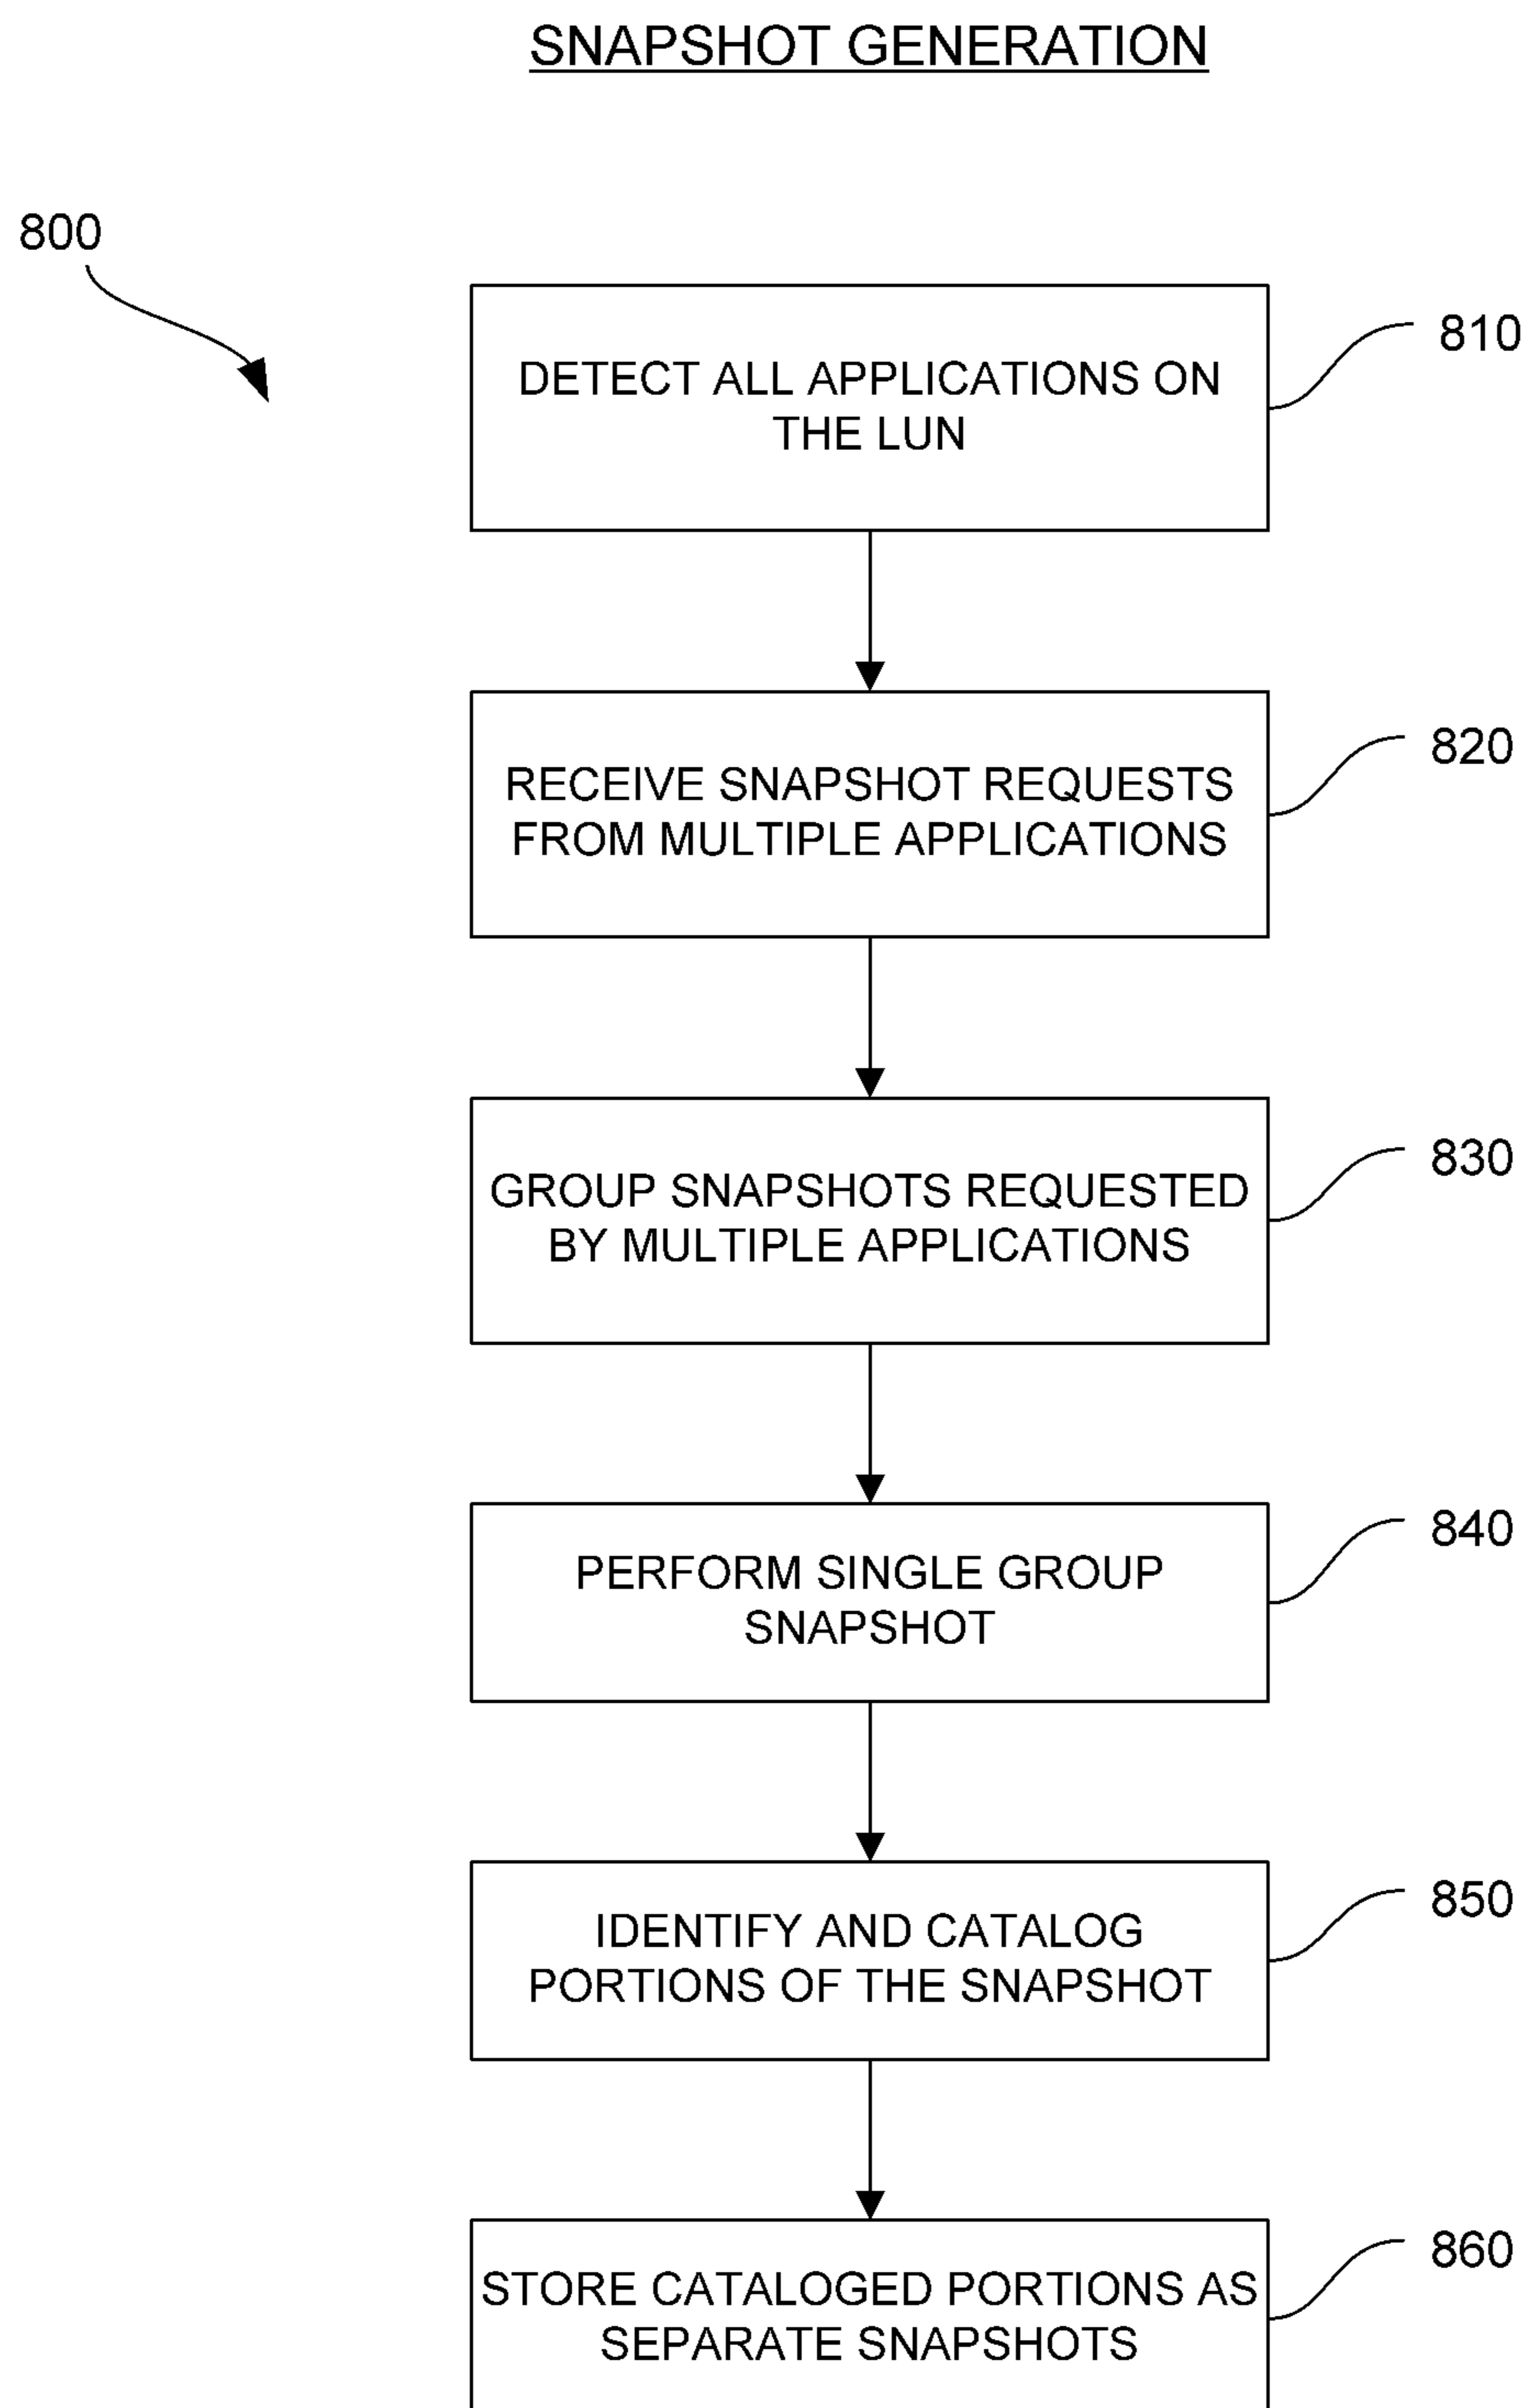 SNAPSHOT GENERATION
800
DETECT ALL APPLICATIONS ON
THE LUN
810
RECEIVE SNAPSHOT REQUESTS
FROM MULTIPLE APPLICATIONS
820
GROUP SNAPSHOTS REQUESTED
BY MULTIPLE APPLICATIONS
830
PERFORM SINGLE GROUP
SNAPSHOT
840
IDENTIFY AND CATALOG
PORTIONS OF THE SNAPSHOT
850
STORE CATALOGED PORTIONS AS
SEPARATE SNAPSHOTS
860